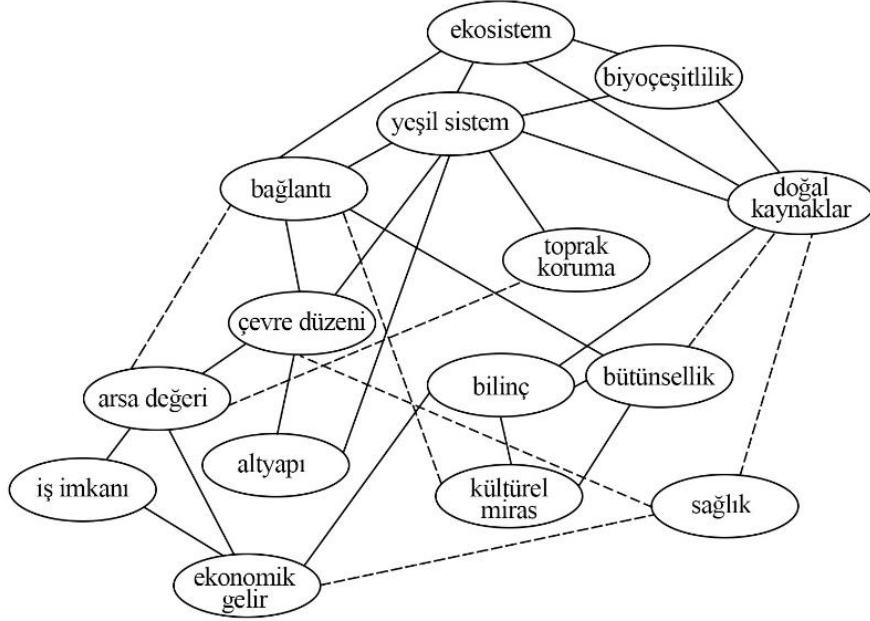 ekosistem
biyoçeşitlilik
yeşil sistem
bağlantı
doğal
kaynaklar
toprak
koruma
çevre düzeni
bilinç
bütünsellik
arsa değeri
altyapı
iş imkanı
kültürel
miras
sağlık
ekonomik
gelir